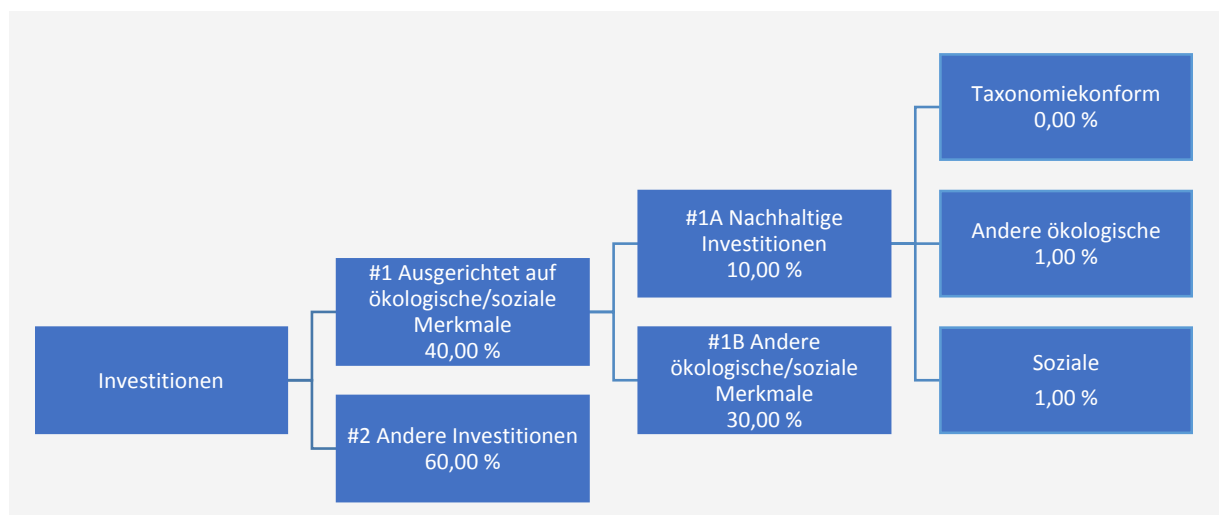 Investitionen
#1 Ausgerichtet auf
ökologische/soziale
Merkmale
40,00 %
#2 Andere Investitionen
60,00 %
#1A Nachhaltige
Investitionen
10,00 %
#1B Andere
ökologische/soziale
Merkmale
30,00 %
Taxonomiekonform
0,00 %
Andere ökologische
1,00 %
Soziale
1,00 %